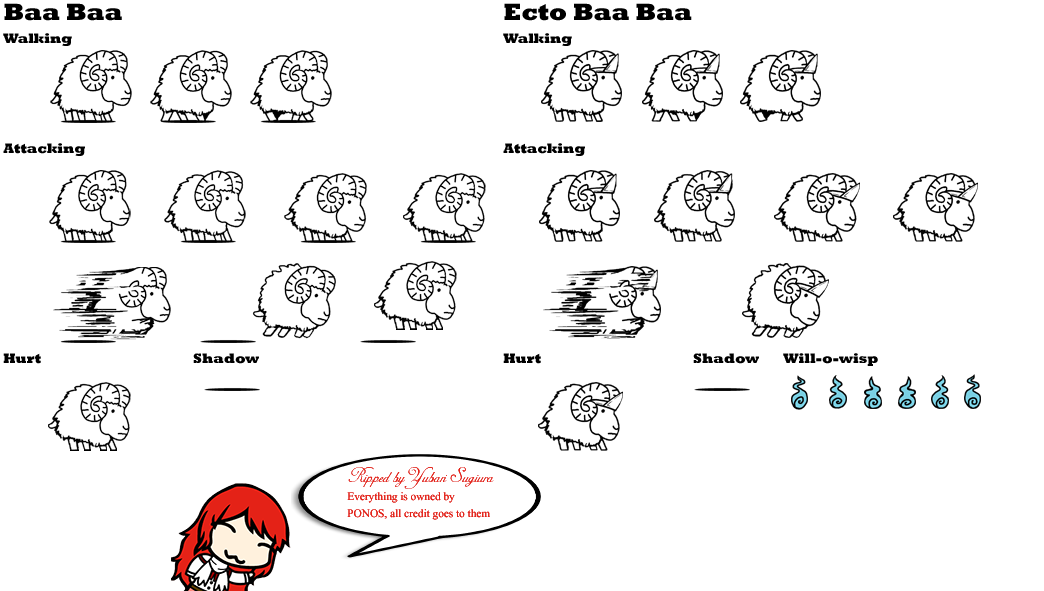 Baa Baa
Ecto Baa Baa
Walking
Walking
Attacking
Attacking
Hurt
Shadow
Hurt
Shadow
Will-o-wisp
Ripped by Yubari Sugiura
Everything is owned by
PONOS, all credit goes to them